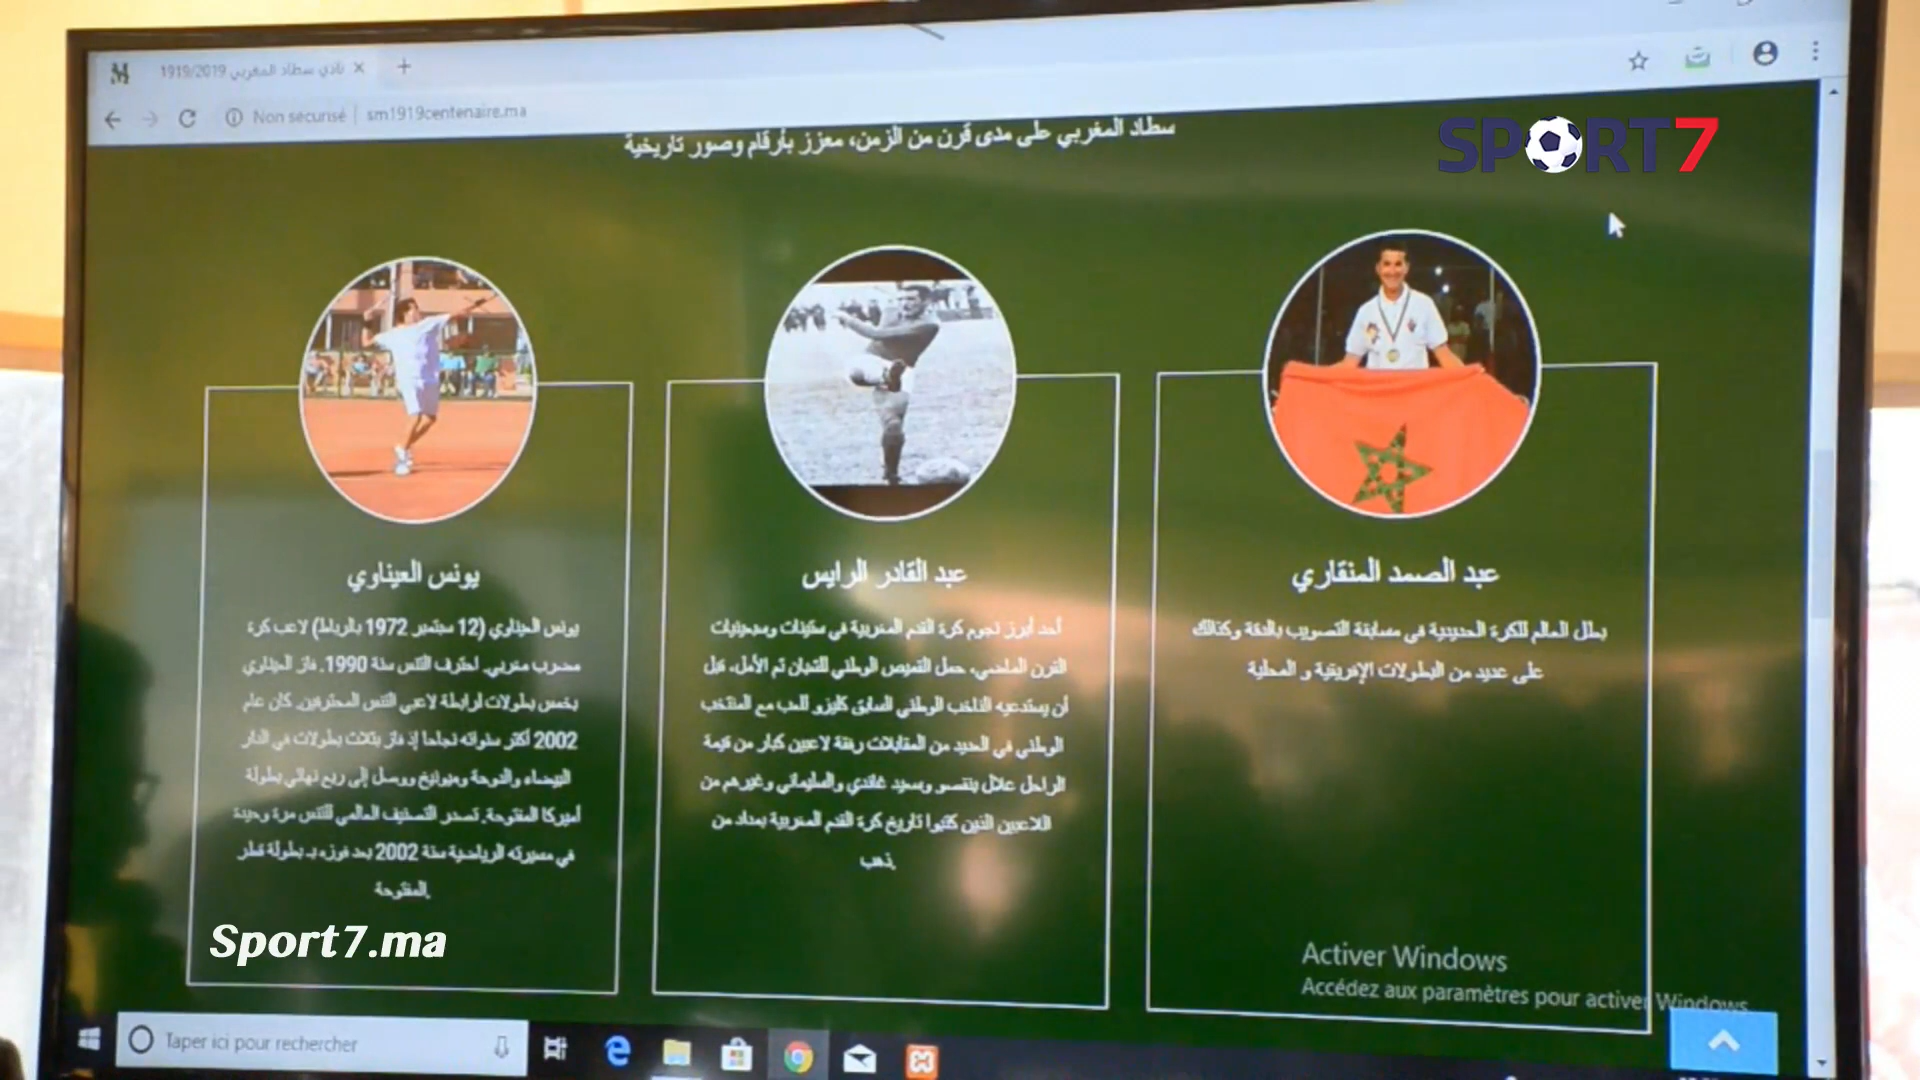 نادي سطاد المغربي 1919/2019
Non sécurisé
sm1919centenaire.ma
سطاد المغربي على مدى قرن من الزمن، معزز بأرقام وصور تاريخية
SPORT7
عبد الصمد المنقاري
بطل العالم للكرة الحديدية في مسابقة التصويب بالدقة وكذالك
على عديد من البطولات الإفريقية و المحلية
عبد القادر الرايس
أحد أبرز نجوم كرة القدم المغربية في ستينات وسبعينيات
القرن الماضي، حمل القميص الوطني للشبان ثم الأمل، قبل
أن يستدعيه الناخب الوطني السابق كليزو للعب مع المنتخب
الوطني في العديد من المقابلات رفقة لاعبين كبار من قيمة
الراحل علال بنقسو وسعيد غاندي والسليماني وغيرهم من
اللاعبين الذين كتبوا تاريخ كرة القدم المغربية بمداد من
ذهب.
يونس العيناوي
يونس العيناوي (12 سبتمبر 1972 بالرباط) لاعب كرة
مضرب مغربي. احترف التنس سنة 1990. فاز العيناوي
بخمس بطولات لرابطة لاعبي التنس المحترفين. كان عام
2002 أكثر سنواته نجاحا إذ فاز بثلاث بطولات في الدار
البيضاء والدوحة وميونيخ ووصل إلى ربع نهائي بطولة
أميركا المفتوحة. تصدر التصنيف العالمي للتنس مرة وحيدة
في مسيرته الرياضية سنة 2002 بعد فوزه بـ بطولة قطر
المفتوحة.
Sport7.ma
Activer Windows
Accédez aux paramètres pour activer Windows.
Taper ici pour rechercher